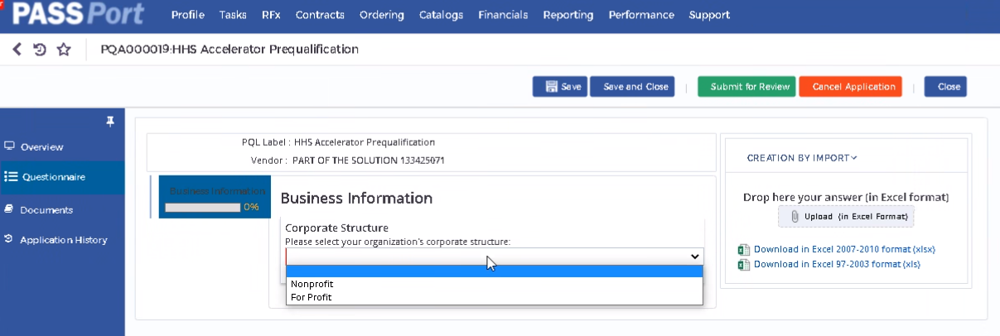 PASSPort
Profile Tasks RFx Contracts Ordering Catalogs Financials Reporting Performance Support
PQA000019:HHS Accelerator Prequalification
Save Save and Close Submit for Review Cancel Application Close
Overview
Questionnaire
Documents
Application History
PQL Label : HHS Accelerator Prequalification
Vendor : PART OF THE SOLUTION 133425071
Business Information
0%
Business Information
Corporate Structure
Please select your organization's corporate structure:
Nonprofit
For Profit
CREATION BY IMPORT
Drop here your answer (in Excel format)
Upload (in Excel Format)
Download in Excel 2007-2010 format (xlsx)
Download in Excel 97-2003 format (xls)